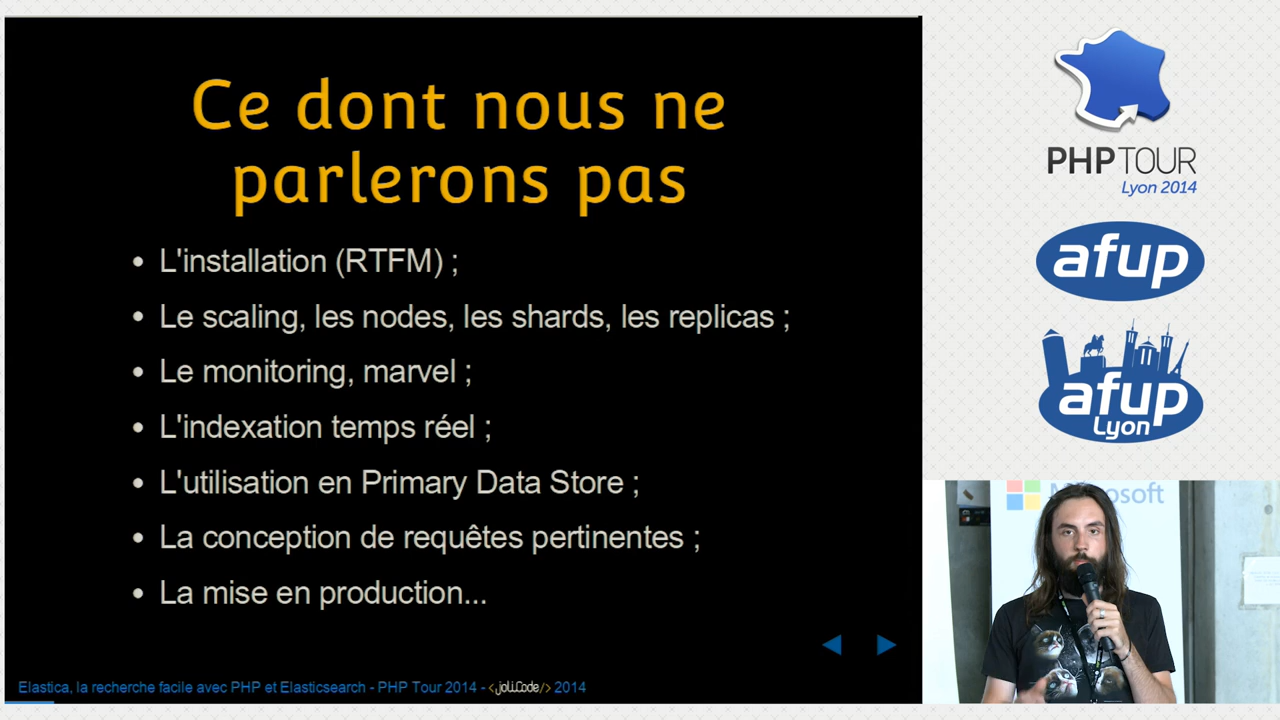 Ce dont nous ne
parlerons pas
• L'installation (RTFM) ;
• Le scaling, les nodes, les shards, les replicas ;
• Le monitoring, marvel ;
• L'indexation temps réel ;
• L'utilisation en Primary Data Store ;
• La conception de requêtes pertinentes ;
• La mise en production...
Elastica, la recherche facile avec PHP et Elasticsearch - PHP Tour 2014 - <joliCode/> 2014
PHP TOUR
Lyon 2014
afup
afup
Lyon
Microsoft